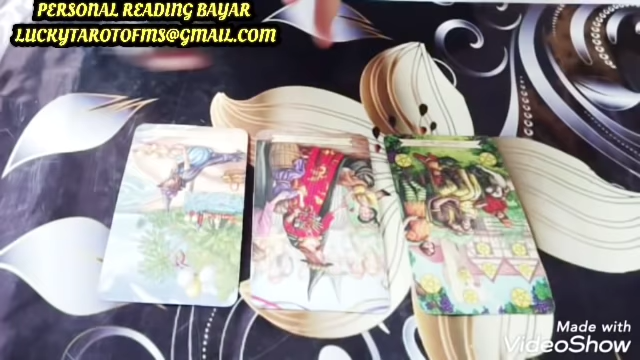 PERSONAL READING BAYAR
LUCKYTAROTOFMS@GMAIL.COM
Made with
VideoShow